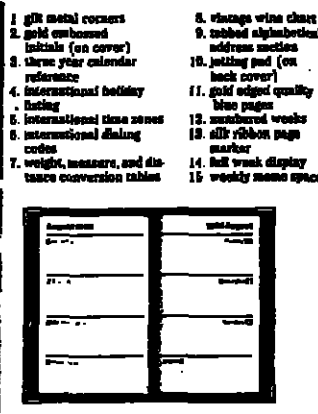 1. gilt metal corners
2. gold embossed
initials (on cover)
3. three year calendar
reference
4. international holiday
listing
5. international time zones
6. international dialing
codes
7. weight, measure, and dis-
tance conversion tables
8. vintage wine chart
9. tabbed alphabetical
address section
10. jotting pad (on
back cover)
11. gold edged quality
blue pages
12. numbered weeks
13. silk ribbon page
marker
14. full week display
15. weekly memo space